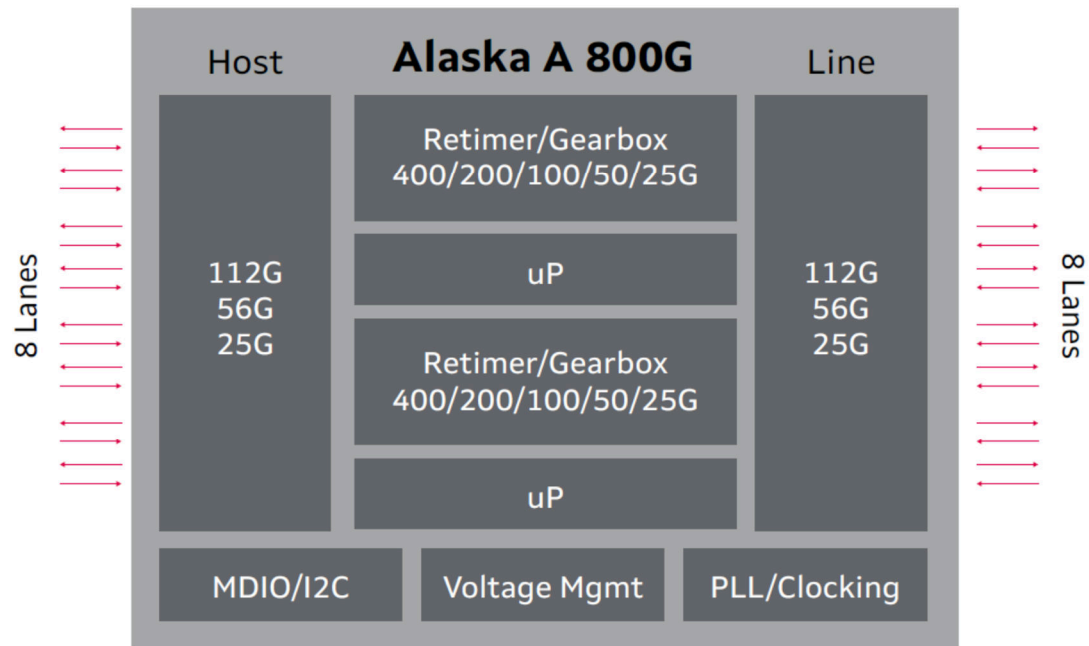 Host
Alaska A 800G
Line
Retimer/Gearbox
400/200/100/50/25G
uP
8 Lanes
112G
56G
25G
112G
56G
25G
8 Lanes
Retimer/Gearbox
400/200/100/50/25G
uP
MDIO/I2C
Voltage Mgmt
PLL/Clocking